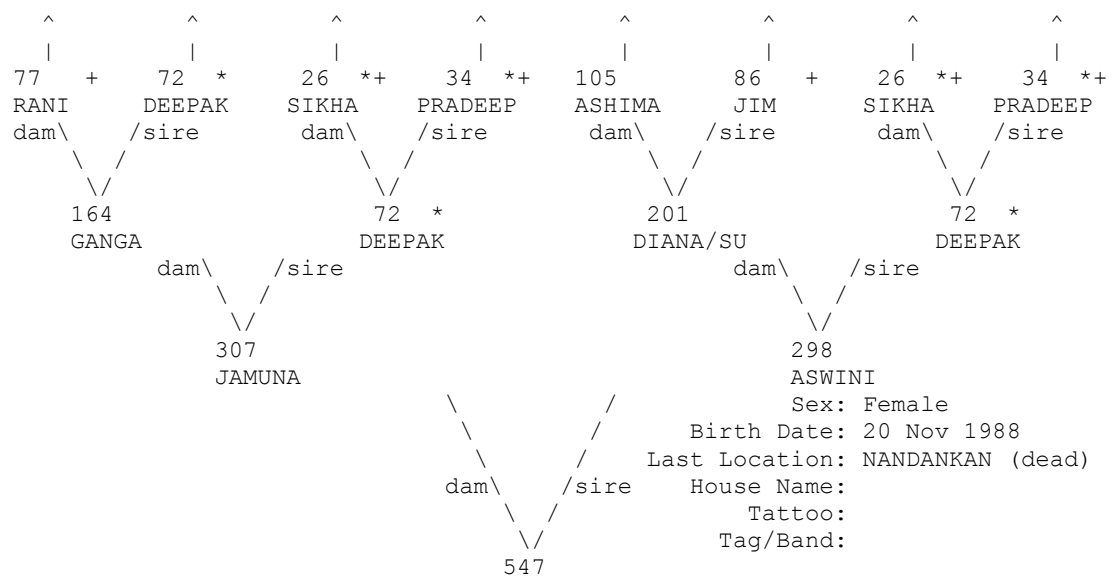 ^ ^ ^ ^ ^ ^ ^ ^
| | | | | | | |
77 + 72 * 26 *+ 34 *+ 105 86 + 26 *+ 34 *+
RANI DEEPAK SIKHA PRADEEP ASHIMA JIM SIKHA PRADEEP
dam\ /sire dam\ /sire dam\ /sire dam\ /sire
\ / \ / \ / \ /
\/ \/ \/ \/
164 72 * 201 72 *
GANGA DEEPAK DIANA/SU DEEPAK
dam\ /sire dam\ /sire
\ / \ /
\/ \/
307 298
JAMUNA ASWINI
\ / Sex: Female
\ / Birth Date: 20 Nov 1988
\ / Last Location: NANDANKAN (dead)
dam\ /sire House Name:
\ / Tattoo:
\/ Tag/Band:
547